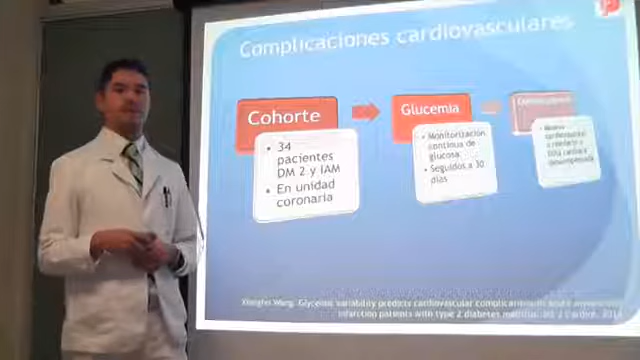 Complicaciones cardiovasculares
Cohorte
• 34
pacientes
DM 2 y IAM
• En unidad
coronaria
Glucemia
• Monitorización
continua de
glucosa
• Seguidos a 30
días
Wang. Glycemic variability predicts cardiovascular complications
infarction patients with type 2 diabetes mellitus.